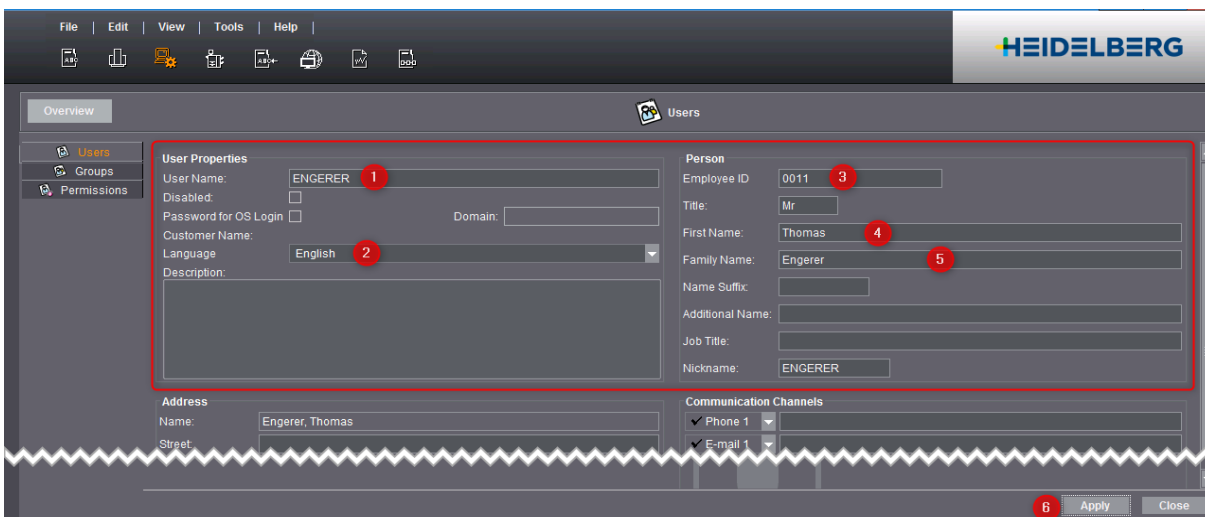 File | Edit | View | Tools | Help |
HEIDELBERG
Overview
Users
Users
Groups
Permissions
User Properties
User Name: ENGERER 1
Disabled:
Password for OS Login Domain:
Customer Name:
Language English 2
Description:
Person
Employee ID 0011 3
Title: Mr
First Name: Thomas 4
Family Name: Engerer 5
Name Suffix:
Additional Name:
Job Title:
Nickname: ENGERER
Address
Name: Engerer, Thomas
Street:
Communication Channels
Phone 1
E-mail 1
6 Apply Close